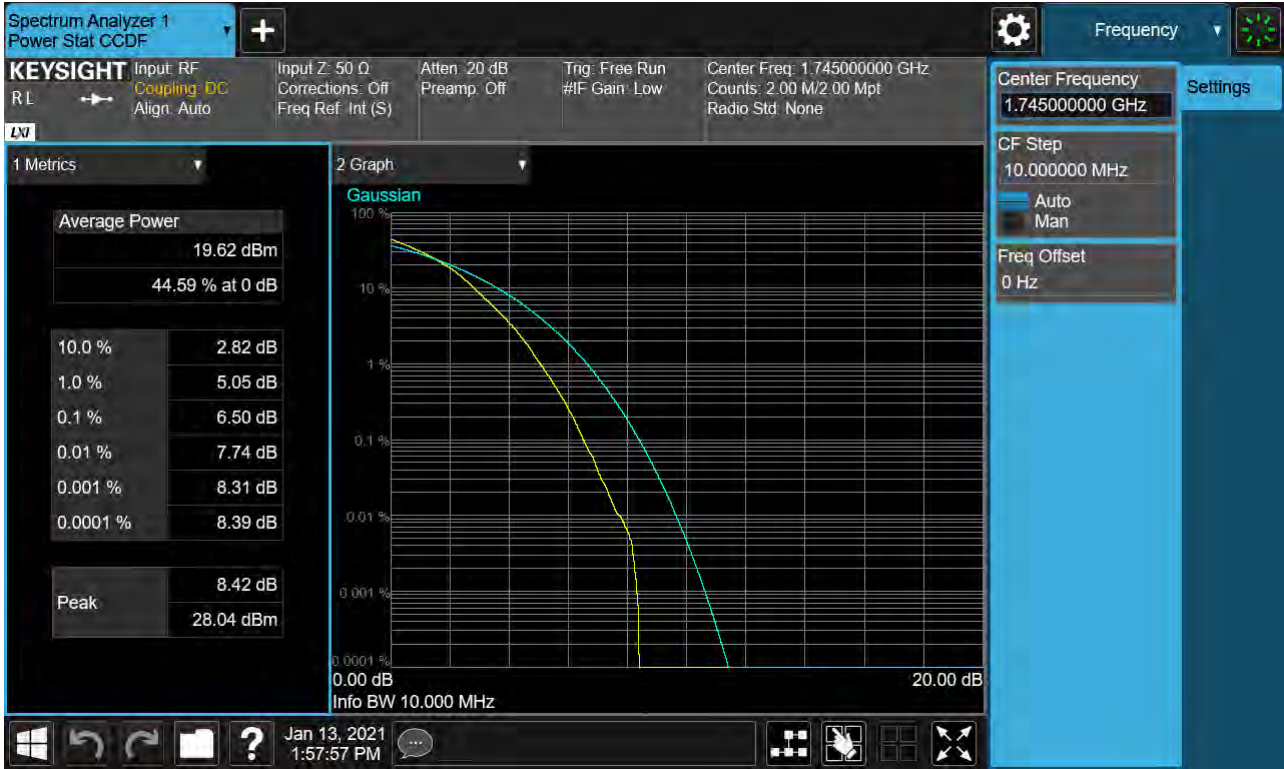 Spectrum Analyzer 1
Power Stat CCDF
Frequency
KEYSIGHT
R L
LXI
Input: RF
Coupling: DC
Align: Auto
Input Z: 50 Ω
Corrections: Off
Freq Ref: Int (S)
Atten: 20 dB
Preamp: Off
Trig: Free Run
#IF Gain: Low
Center Freq: 1.745000000 GHz
Counts: 2.00 M/2.00 Mpt
Radio Std: None
1 Metrics
Average Power
19.62 dBm
44.59 % at 0 dB
10.0 % 2.82 dB
1.0 % 5.05 dB
0.1 % 6.50 dB
0.01 % 7.74 dB
0.001 % 8.31 dB
0.0001 % 8.39 dB
Peak
8.42 dB
28.04 dBm
2 Graph
Gaussian
100 %
10 %
1 %
0.1 %
0.01 %
0.001 %
0.0001 %
0.00 dB 20.00 dB
Info BW 10.000 MHz
Center Frequency
1.745000000 GHz
CF Step
10.000000 MHz
Auto
Man
Freq Offset
0 Hz
Settings
Jan 13, 2021
1:57:57 PM